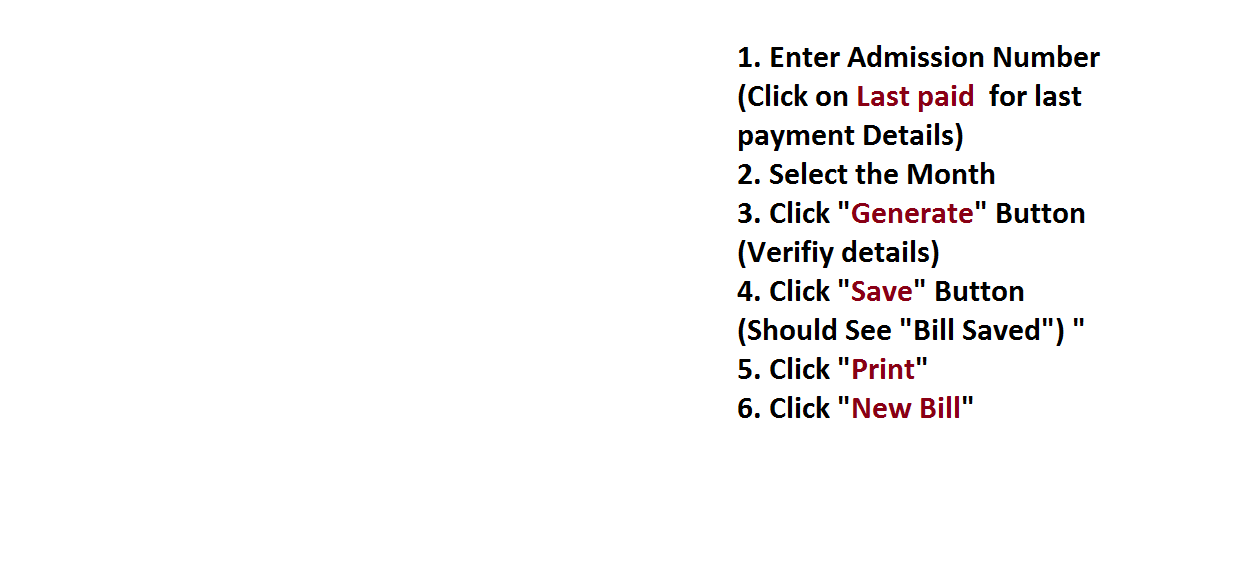 1. Enter Admission Number
(Click on Last paid  for last
payment Details)
2. Select the Month
3. Click "Generate" Button
(Verifiy details)
4. Click "Save" Button
(Should See "Bill Saved") "
5. Click "Print"
6. Click "New Bill"